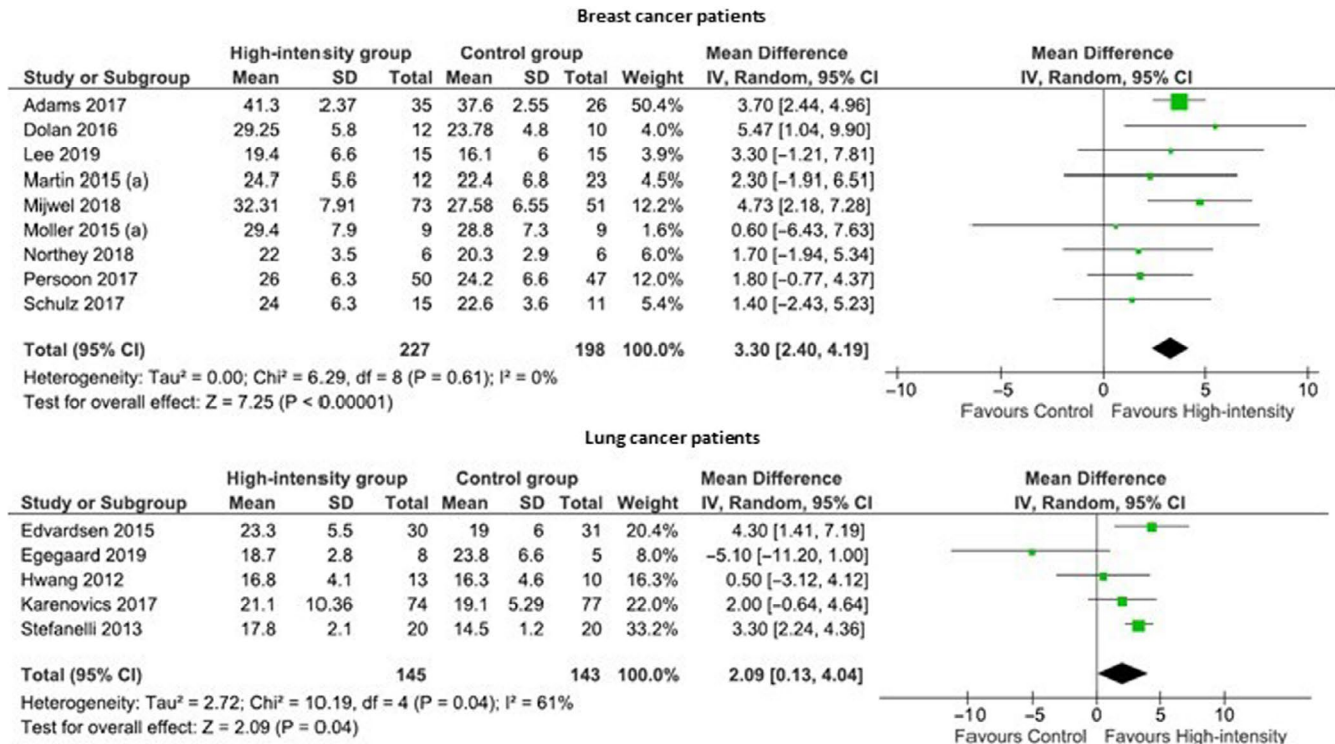 Breast cancer patients
High-intensity group Control group Mean Difference Mean Difference
Study or Subgroup Mean SD Total Mean SD Total Weight IV, Random, 95% CI IV, Random, 95% CI
Adams 2017 41.3 2.37 35 37.6 2.55 26 50.4% 3.70 [2.44, 4.96]
Dolan 2016 29.25 5.8 12 23.78 4.8 10 4.0% 5.47 [1.04, 9.90]
Lee 2019 19.4 6.6 15 16.1 6 15 3.9% 3.30 [−1.21, 7.81]
Martin 2015 (a) 24.7 5.6 12 22.4 6.8 23 4.5% 2.30 [−1.91, 6.51]
Mijwel 2018 32.31 7.91 73 27.58 6.55 51 12.2% 4.73 [2.18, 7.28]
Moller 2015 (a) 29.4 7.9 9 28.8 7.3 9 1.6% 0.60 [−6.43, 7.63]
Northey 2018 22 3.5 6 20.3 2.9 6 6.0% 1.70 [−1.94, 5.34]
Persoon 2017 26 6.3 50 24.2 6.6 47 12.0% 1.80 [−0.77, 4.37]
Schulz 2017 24 6.3 15 22.6 3.6 11 5.4% 1.40 [−2.43, 5.23]
Total (95% CI) 227 198 100.0% 3.30 [2.40, 4.19]
Heterogeneity: Tau² = 0.00; Chi² = 6.29, df = 8 (P = 0.61); I² = 0%
Test for overall effect: Z = 7.25 (P < 0.00001)
−10 −5 0 5 10
Favours Control Favours High-intensity
Lung cancer patients
High-intensity group Control group Mean Difference Mean Difference
Study or Subgroup Mean SD Total Mean SD Total Weight IV, Random, 95% CI IV, Random, 95% CI
Edvardsen 2015 23.3 5.5 30 19 6 31 20.4% 4.30 [1.41, 7.19]
Egegaard 2019 18.7 2.8 8 23.8 6.6 5 8.0% −5.10 [−11.20, 1.00]
Hwang 2012 16.8 4.1 13 16.3 4.6 10 16.3% 0.50 [−3.12, 4.12]
Karenovics 2017 21.1 10.36 74 19.1 5.29 77 22.0% 2.00 [−0.64, 4.64]
Stefanelli 2013 17.8 2.1 20 14.5 1.2 20 33.2% 3.30 [2.24, 4.36]
Total (95% CI) 145 143 100.0% 2.09 [0.13, 4.04]
Heterogeneity: Tau² = 2.72; Chi² = 10.19, df = 4 (P = 0.04); I² = 61%
Test for overall effect: Z = 2.09 (P = 0.04)
−10 −5 0 5 10
Favours Control Favours High-intensity